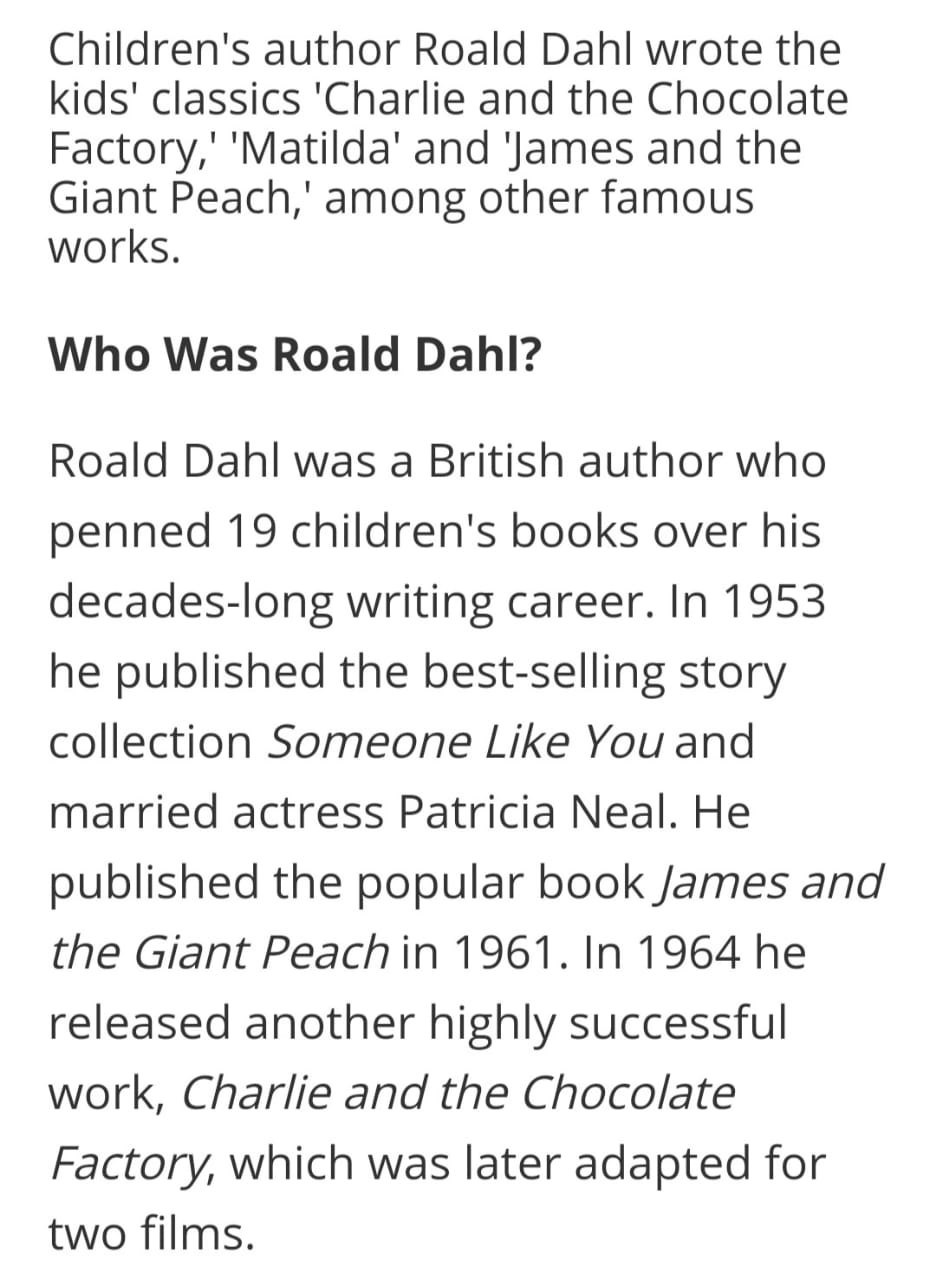 Children's author Roald Dahl wrote the
kids' classics 'Charlie and the Chocolate
Factory,' 'Matilda' and 'James and the
Giant Peach,' among other famous
works.
Who Was Roald Dahl?
Roald Dahl was a British author who
penned 19 children's books over his
decades-long writing career. In 1953
he published the best-selling story
collection Someone Like You and
married actress Patricia Neal. He
published the popular book James and
the Giant Peach in 1961. In 1964 he
released another highly successful
work, Charlie and the Chocolate
Factory, which was later adapted for
two films.